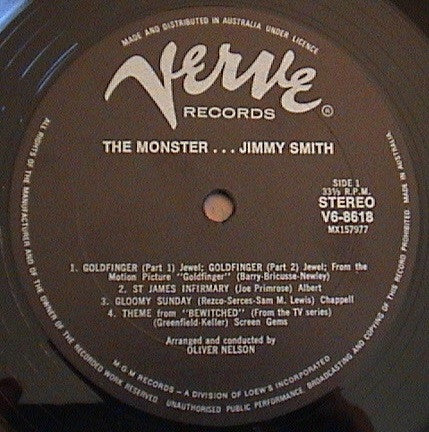 MADE AND DISTRIBUTED IN AUSTRALIA UNDER LICENCE
Verve
RECORDS ®
THE MONSTER . . . JIMMY SMITH
SIDE 1
33⅓ R.P.M.
STEREO
V6-8618
MX157977
1. GOLDFINGER (Part 1) Jewel; GOLDFINGER (Part 2) Jewel; From the
Motion Picture "Goldfinger" (Barry-Bricusse-Newley)
2. ST JAMES INFIRMARY (Joe Primrose) Albert
3. GLOOMY SUNDAY (Rezco-Serces-Sam M. Lewis) Chappell
4. THEME from "BEWITCHED" (From the TV series)
(Greenfield-Keller) Screen Gems
Arranged and conducted by
OLIVER NELSON
M-G-M RECORDS – A DIVISION OF LOEW'S INCORPORATED
ALL RIGHTS OF THE MANUFACTURER AND OF THE OWNER OF THE RECORDED WORK RESERVED. UNAUTHORISED PUBLIC PERFORMANCE, BROADCASTING AND COPYING OF THIS RECORD PROHIBITED. MADE IN AUSTRALIA.